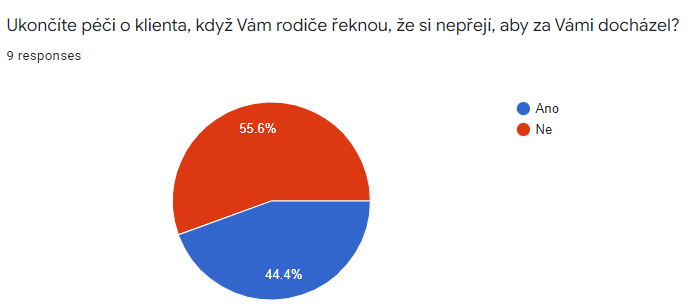 Ukončíte péči o klienta, když Vám rodiče řeknou, že si nepřejí, aby za Vámi docházel?
9 responses
Ano
Ne
55.6%
44.4%